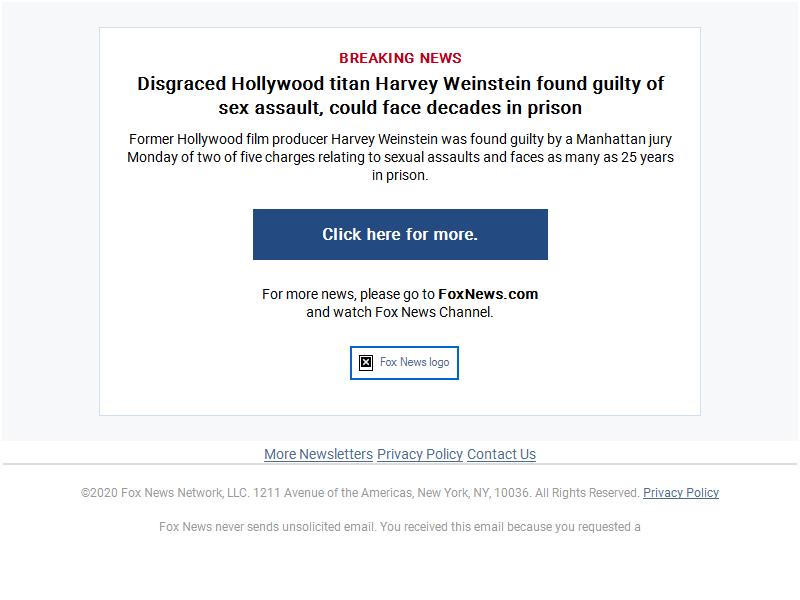 BREAKING NEWS
Disgraced Hollywood titan Harvey Weinstein found guilty of
sex assault, could face decades in prison
Former Hollywood film producer Harvey Weinstein was found guilty by a Manhattan jury
Monday of two of five charges relating to sexual assaults and faces as many as 25 years
in prison.
Click here for more.
For more news, please go to FoxNews.com
and watch Fox News Channel.
Fox News logo
More Newsletters Privacy Policy Contact Us
©2020 Fox News Network, LLC. 1211 Avenue of the Americas, New York, NY, 10036. All Rights Reserved. Privacy Policy
Fox News never sends unsolicited email. You received this email because you requested a